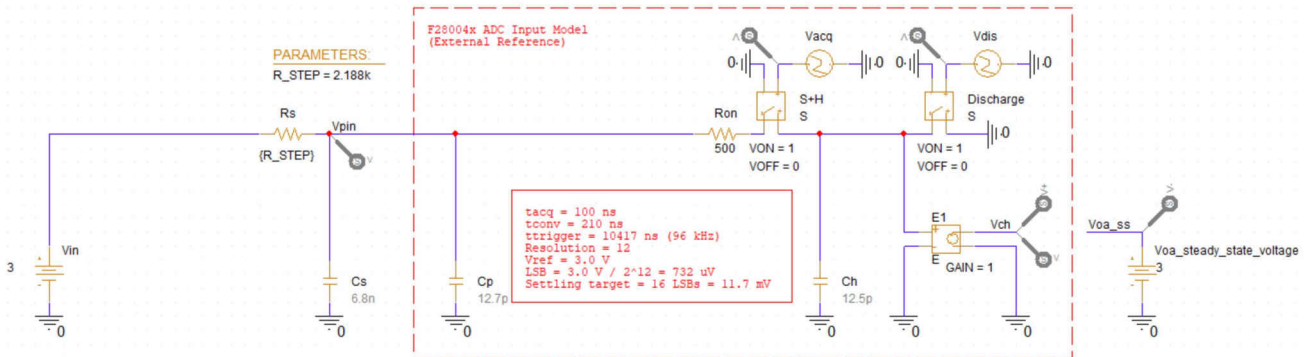 F28004x ADC Input Model
(External Reference)
PARAMETERS:
R_STEP = 2.188k
Vacq
Vdis
0
0
0
0
S+H
S
Discharge
S
Rs
Vpin
{R_STEP}
Ron
500
VON = 1
VOFF = 0
VON = 1
VOFF = 0
0
V
tacq = 100 ns
tconv = 210 ns
ttrigger = 10417 ns (96 kHz)
Resolution = 12
Vref = 3.0 V
LSB = 3.0 V / 2^12 = 732 uV
Settling target = 16 LSBs = 11.7 mV
E1
E
GAIN = 1
Vch
V+
V
V-
Voa_ss
Voa_steady_state_voltage
3
Vin
3
Cs
6.8n
Cp
12.7p
Ch
12.5p
0
0
0
0
0
0
0